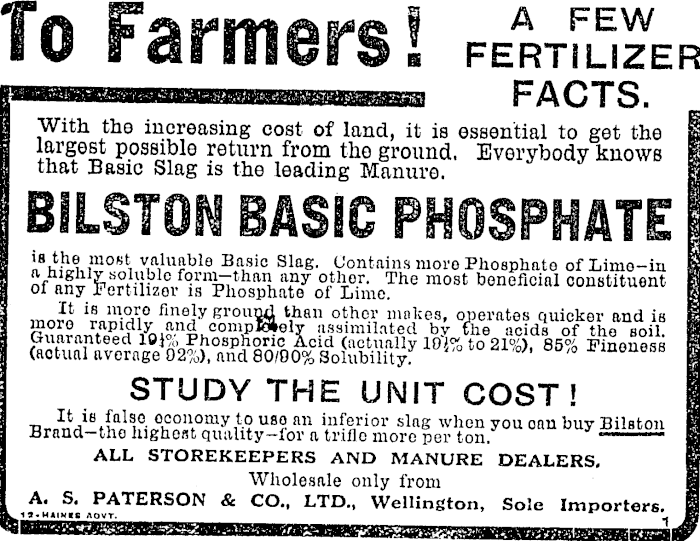 To Farmers!
A FEW
FERTILIZER
FACTS.
With the increasing cost of land, it is essential to get the
largest possible return from the ground. Everybody knows
that Basic Slag is the leading Manure.
BILSTON BASIC PHOSPHATE
is the most valuable Basic Slag. Contains more Phosphate of Lime—in
a highly soluble form—than any other. The most beneficial constituent
of any Fertilizer is Phosphate of Lime.
It is more finely ground than other makes, operates quicker and is
more rapidly and completely assimilated by the acids of the soil.
Guaranteed 19½% Phosphoric Acid (actually 19½% to 21%), 85% Fineness
(actual average 92%), and 80/90% Solubility.
STUDY THE UNIT COST!
It is false economy to use an inferior slag when you can buy Bilston
Brand—the highest quality—for a trifle more per ton.
ALL STOREKEEPERS AND MANURE DEALERS.
Wholesale only from
A. S. PATERSON & CO., LTD., Wellington, Sole Importers.
12-HAINES ADVT.